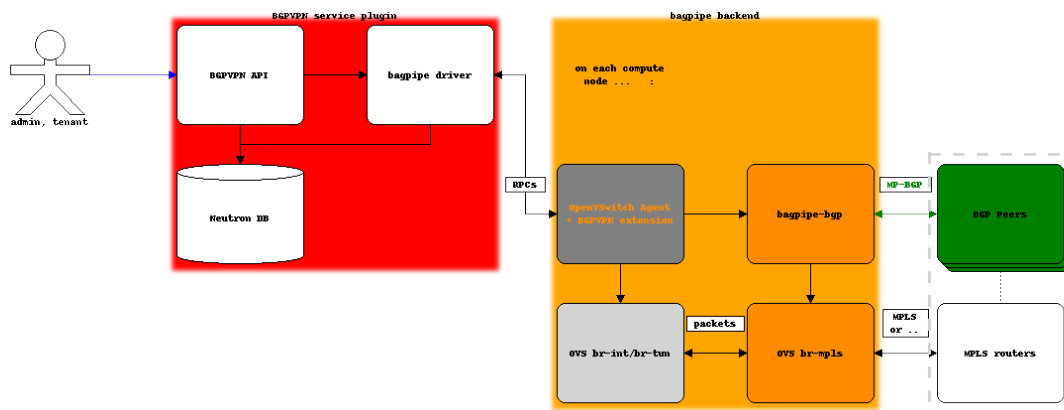 BGPVPN service plugin
bagpipe backend
BGPVPN API
bagpipe driver
on each compute
node ... :
admin, tenant
RPCs
MP-BGP
Neutron DB
OpenVSwitch Agent
+ BGPVPN extension
bagpipe-bgp
BGP Peers
packets
MPLS
or ..
OVS br-int/br-tun
OVS br-mpls
MPLS routers